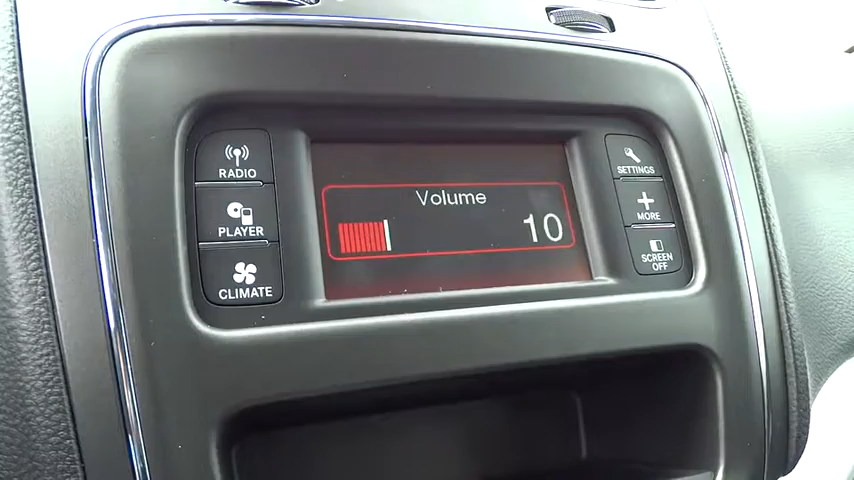 RADIO
PLAYER
CLIMATE
Volume
10
SETTINGS
MORE
SCREEN
OFF